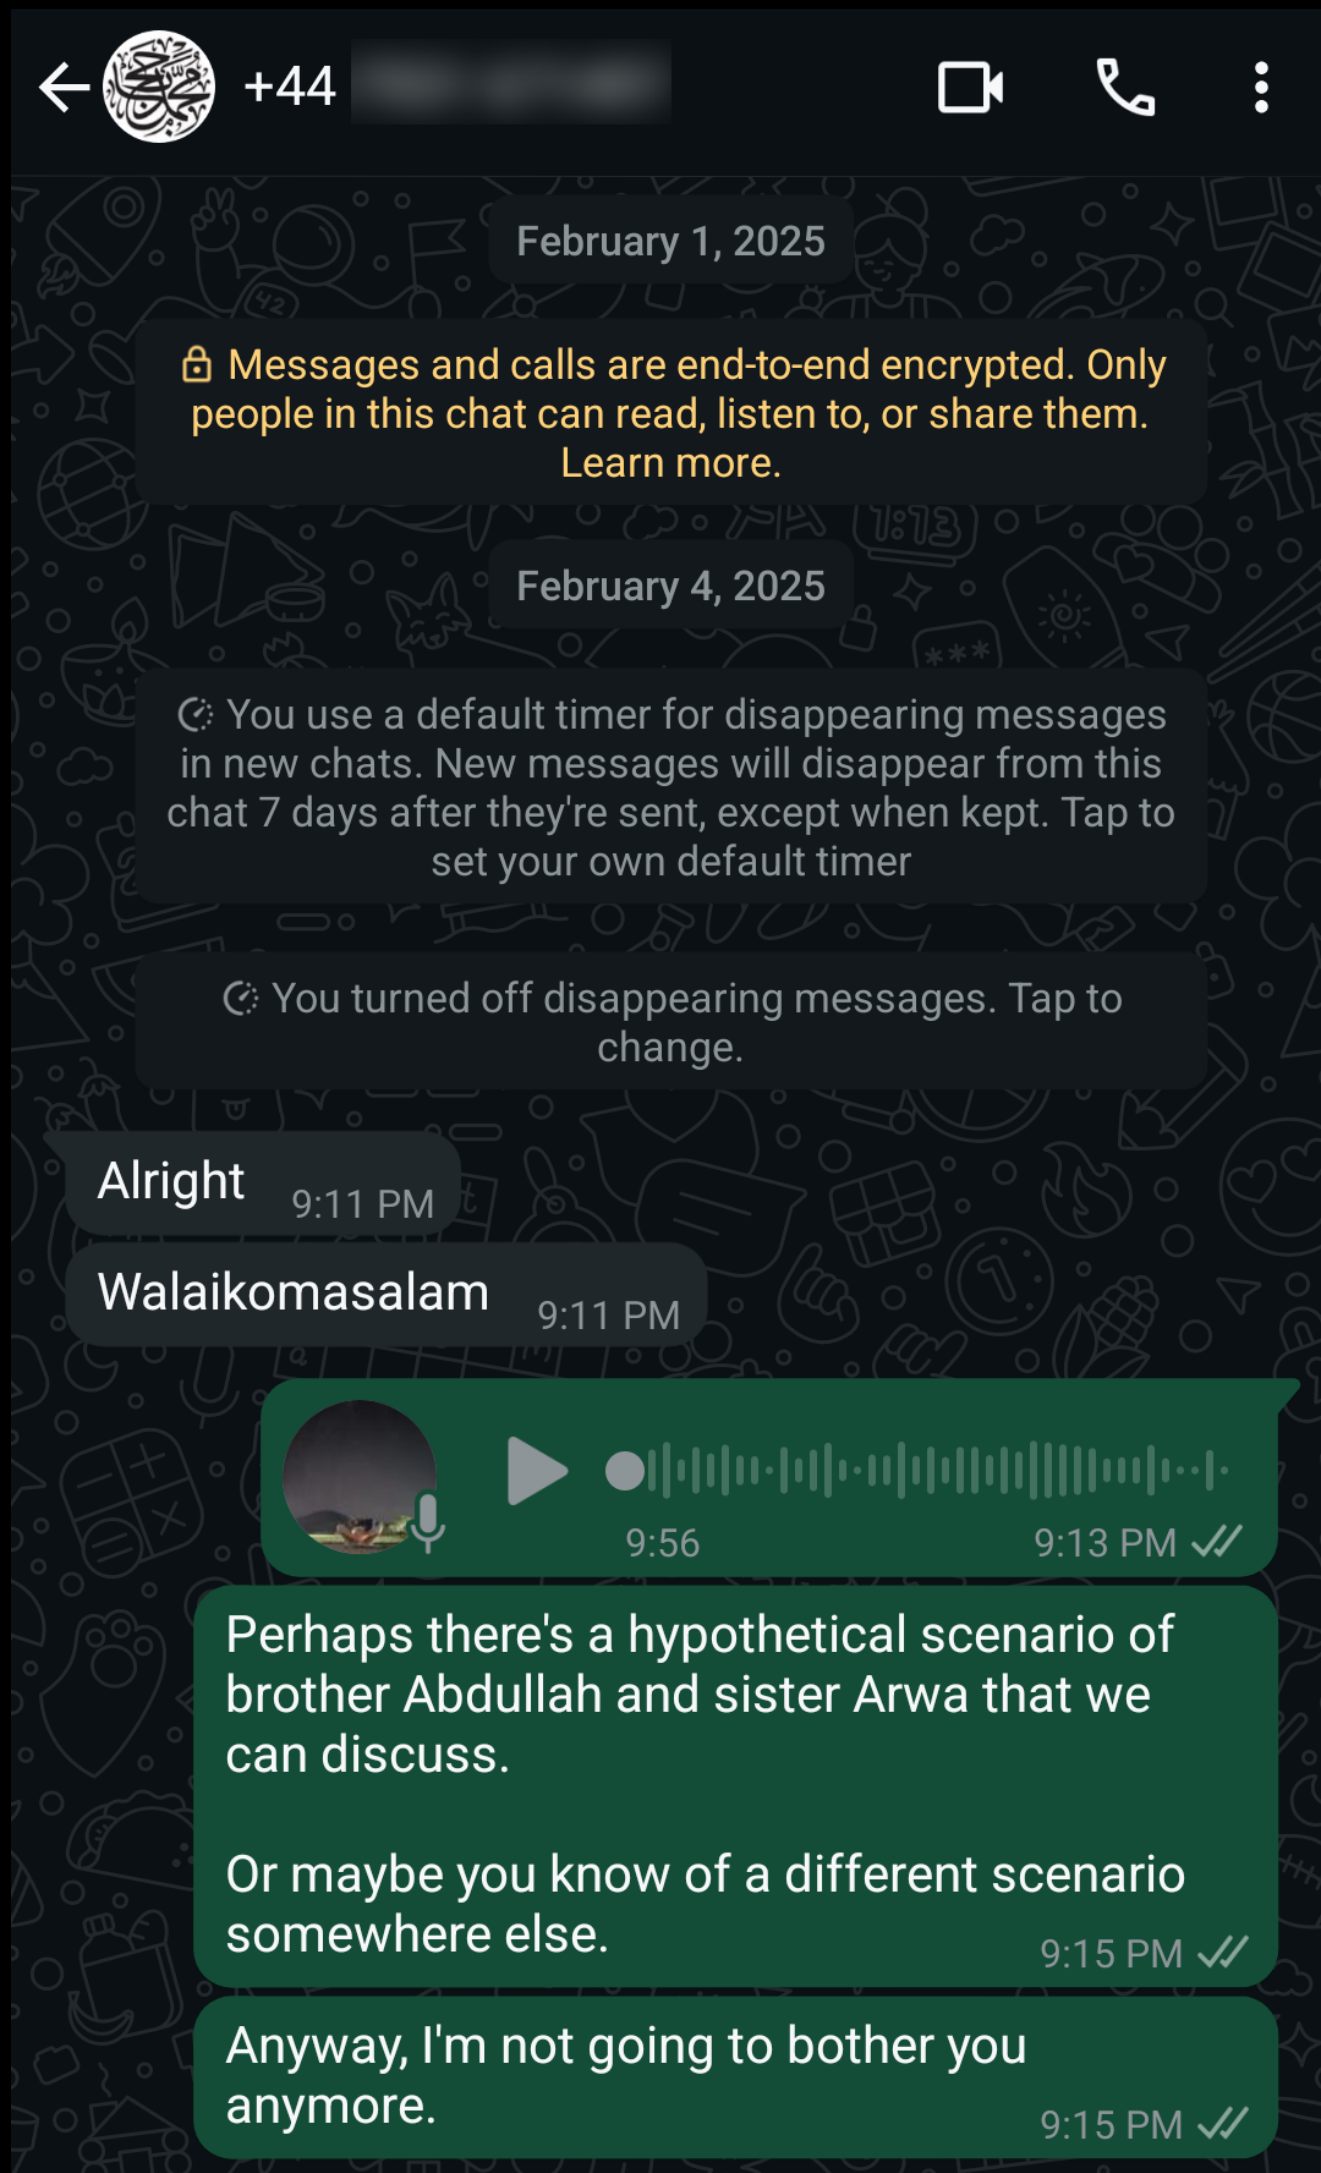 +44
February 1, 2025
Messages and calls are end-to-end encrypted. Only
people in this chat can read, listen to, or share them.
Learn more.
February 4, 2025
You use a default timer for disappearing messages
in new chats. New messages will disappear from this
chat 7 days after they're sent, except when kept. Tap to
set your own default timer
You turned off disappearing messages. Tap to
change.
Alright 9:11 PM
Walaikomasalam 9:11 PM
9:56 9:13 PM
Perhaps there's a hypothetical scenario of
brother Abdullah and sister Arwa that we
can discuss.
Or maybe you know of a different scenario
somewhere else.
9:15 PM
Anyway, I'm not going to bother you
anymore.
9:15 PM